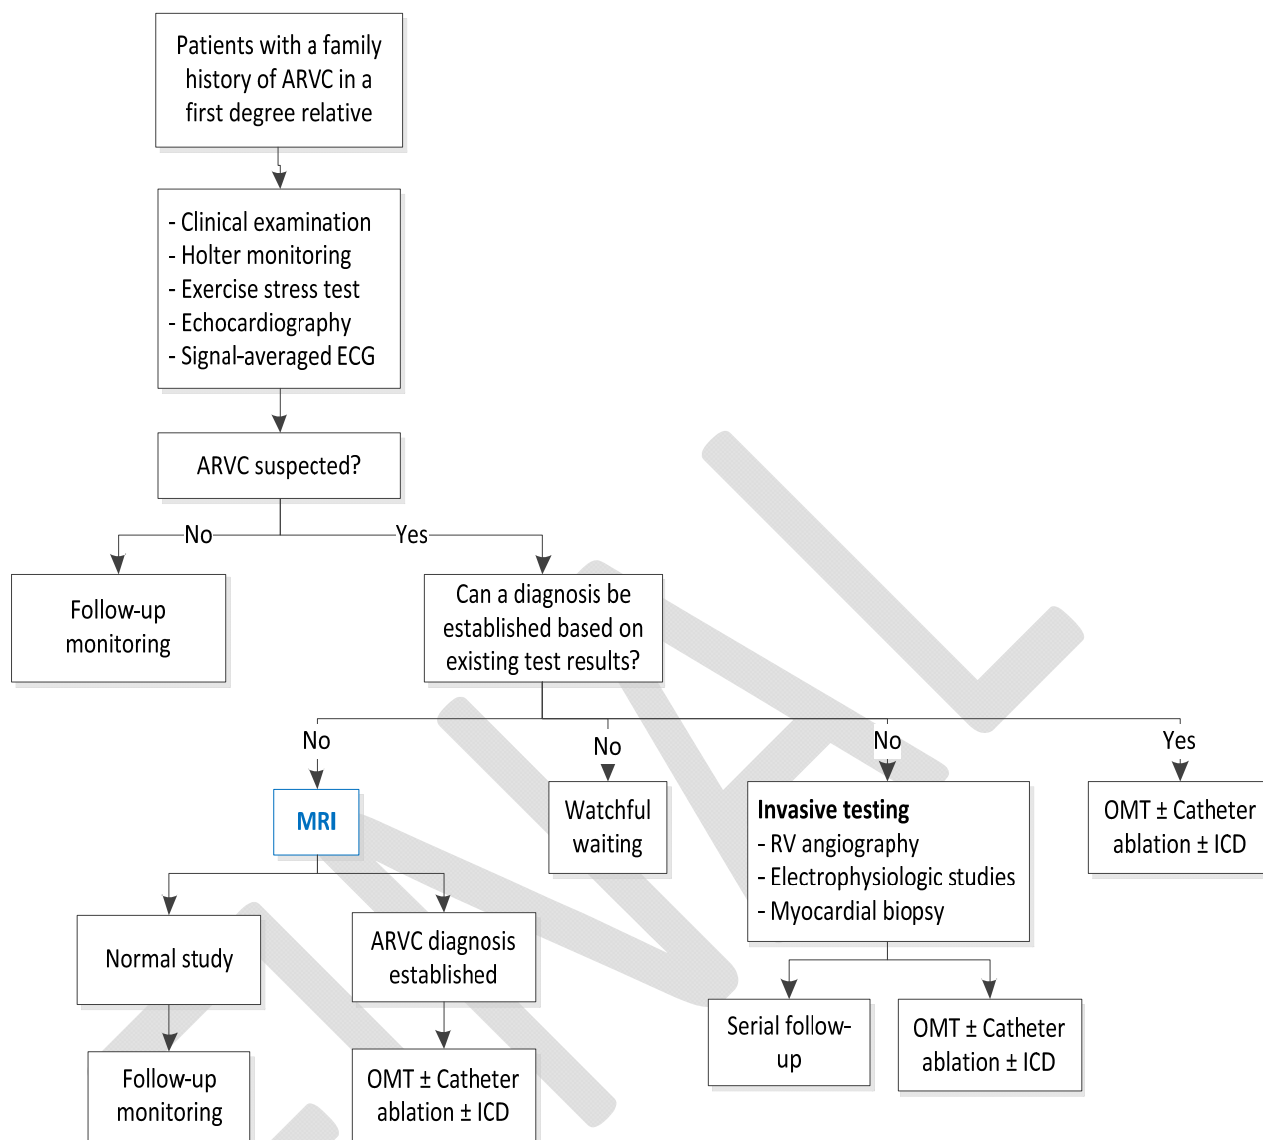 Patients with a family
history of ARVC in a
first degree relative
- Clinical examination
- Holter monitoring
- Exercise stress test
- Echocardiography
- Signal-averaged ECG
ARVC suspected?
No
Yes
Follow-up
monitoring
Can a diagnosis be
established based on
existing test results?
No
No
No
Yes
MRI
Watchful
waiting
Invasive testing
- RV angiography
- Electrophysiologic studies
- Myocardial biopsy
OMT ± Catheter
ablation ± ICD
Normal study
ARVC diagnosis
established
Serial follow-
up
OMT ± Catheter
ablation ± ICD
Follow-up
monitoring
OMT ± Catheter
ablation ± ICD